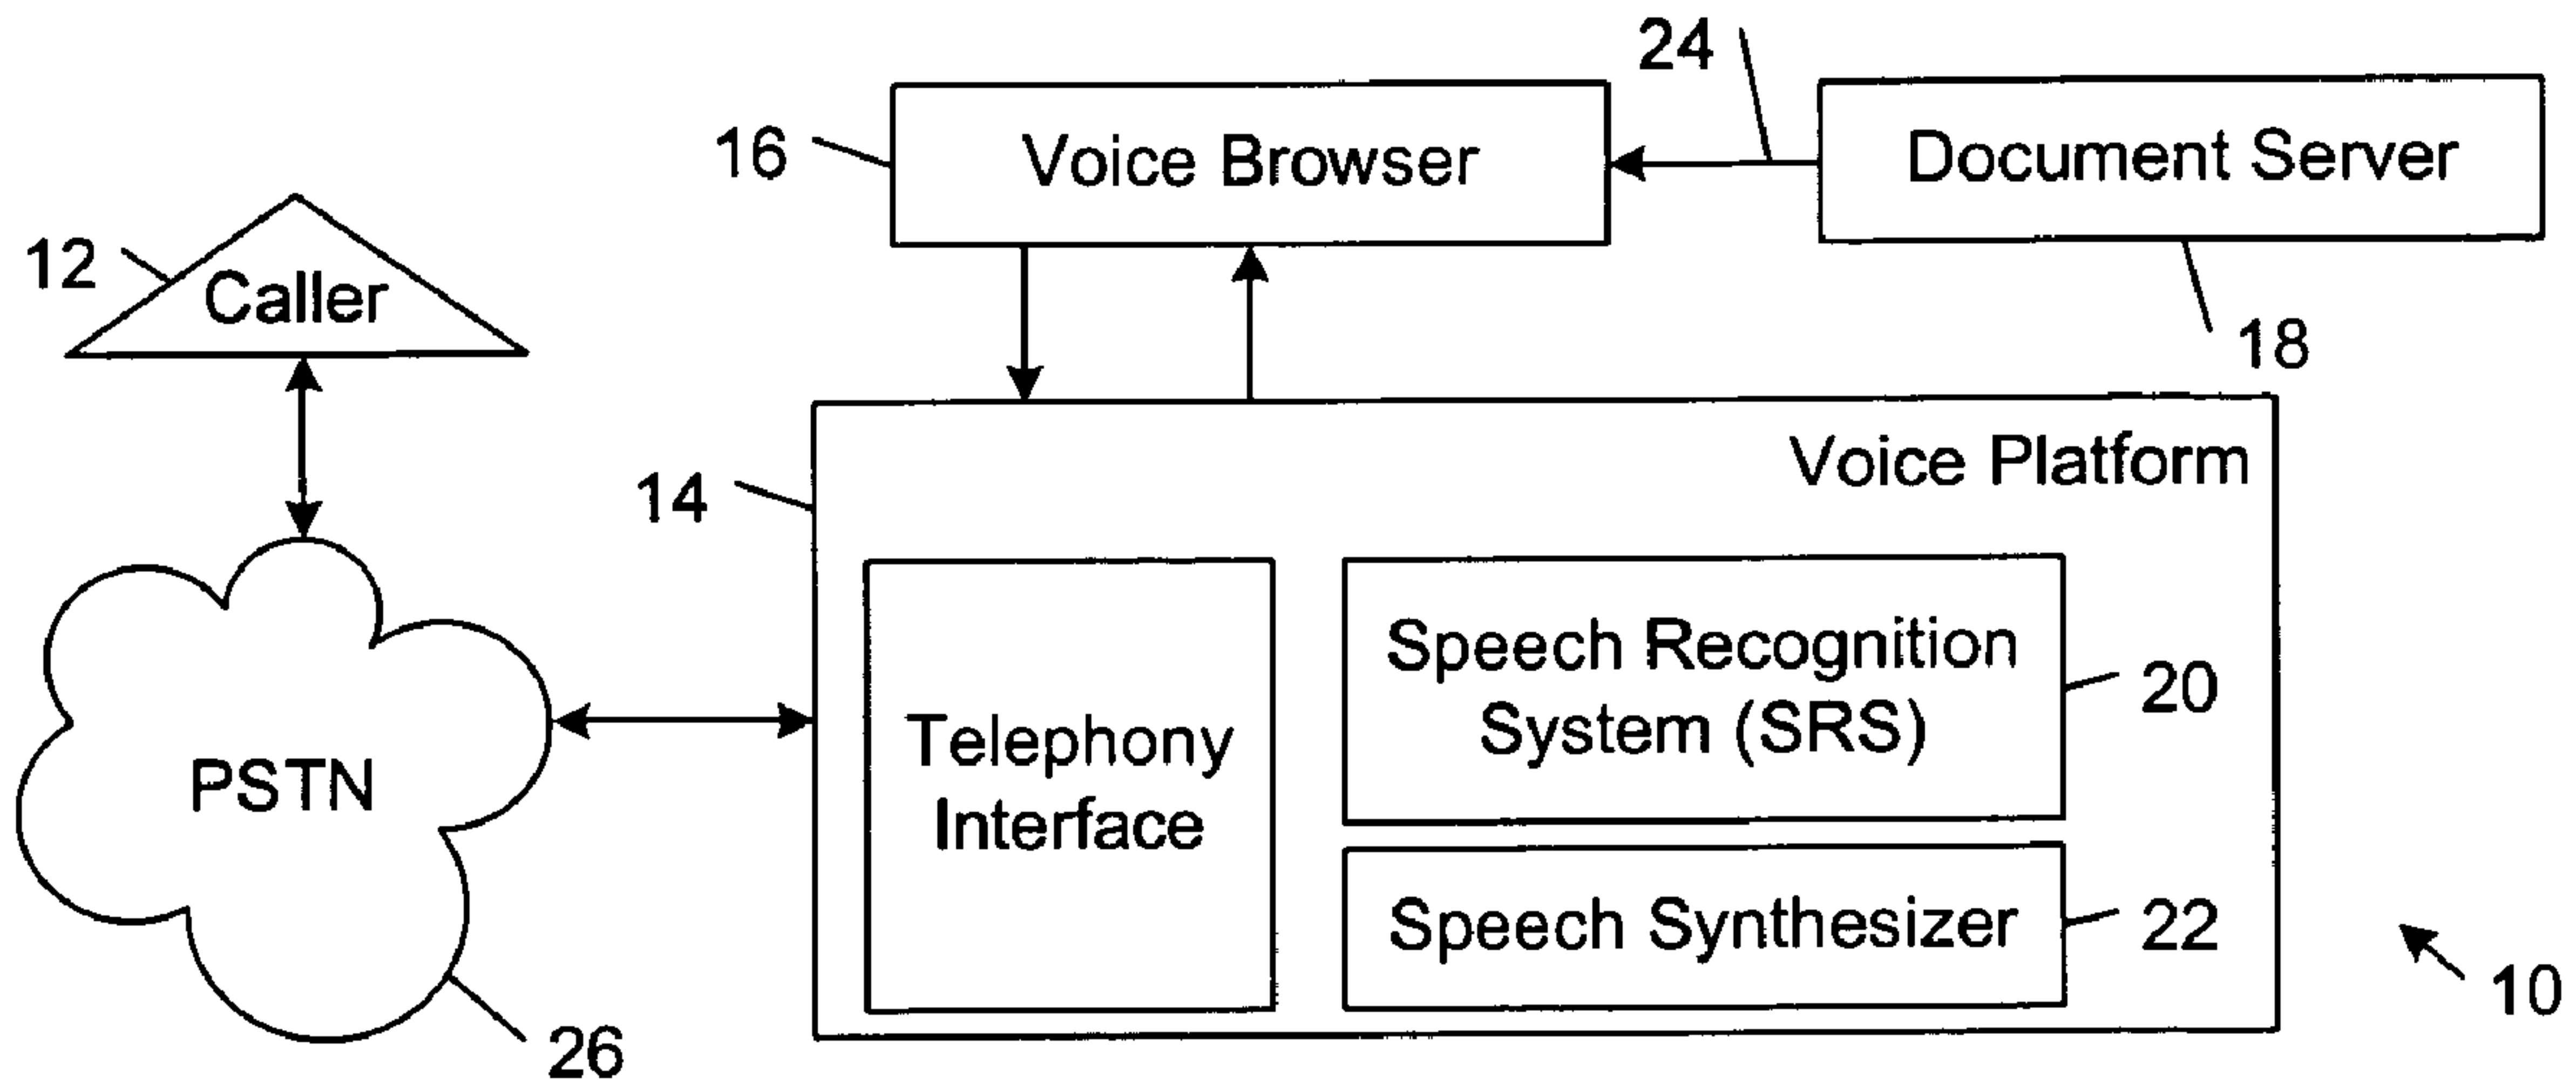 24
16
Voice Browser
Document Server
12
Caller
18
14
Voice Platform
Speech Recognition
System (SRS)
20
Telephony
Interface
PSTN
Speech Synthesizer
22
10
26